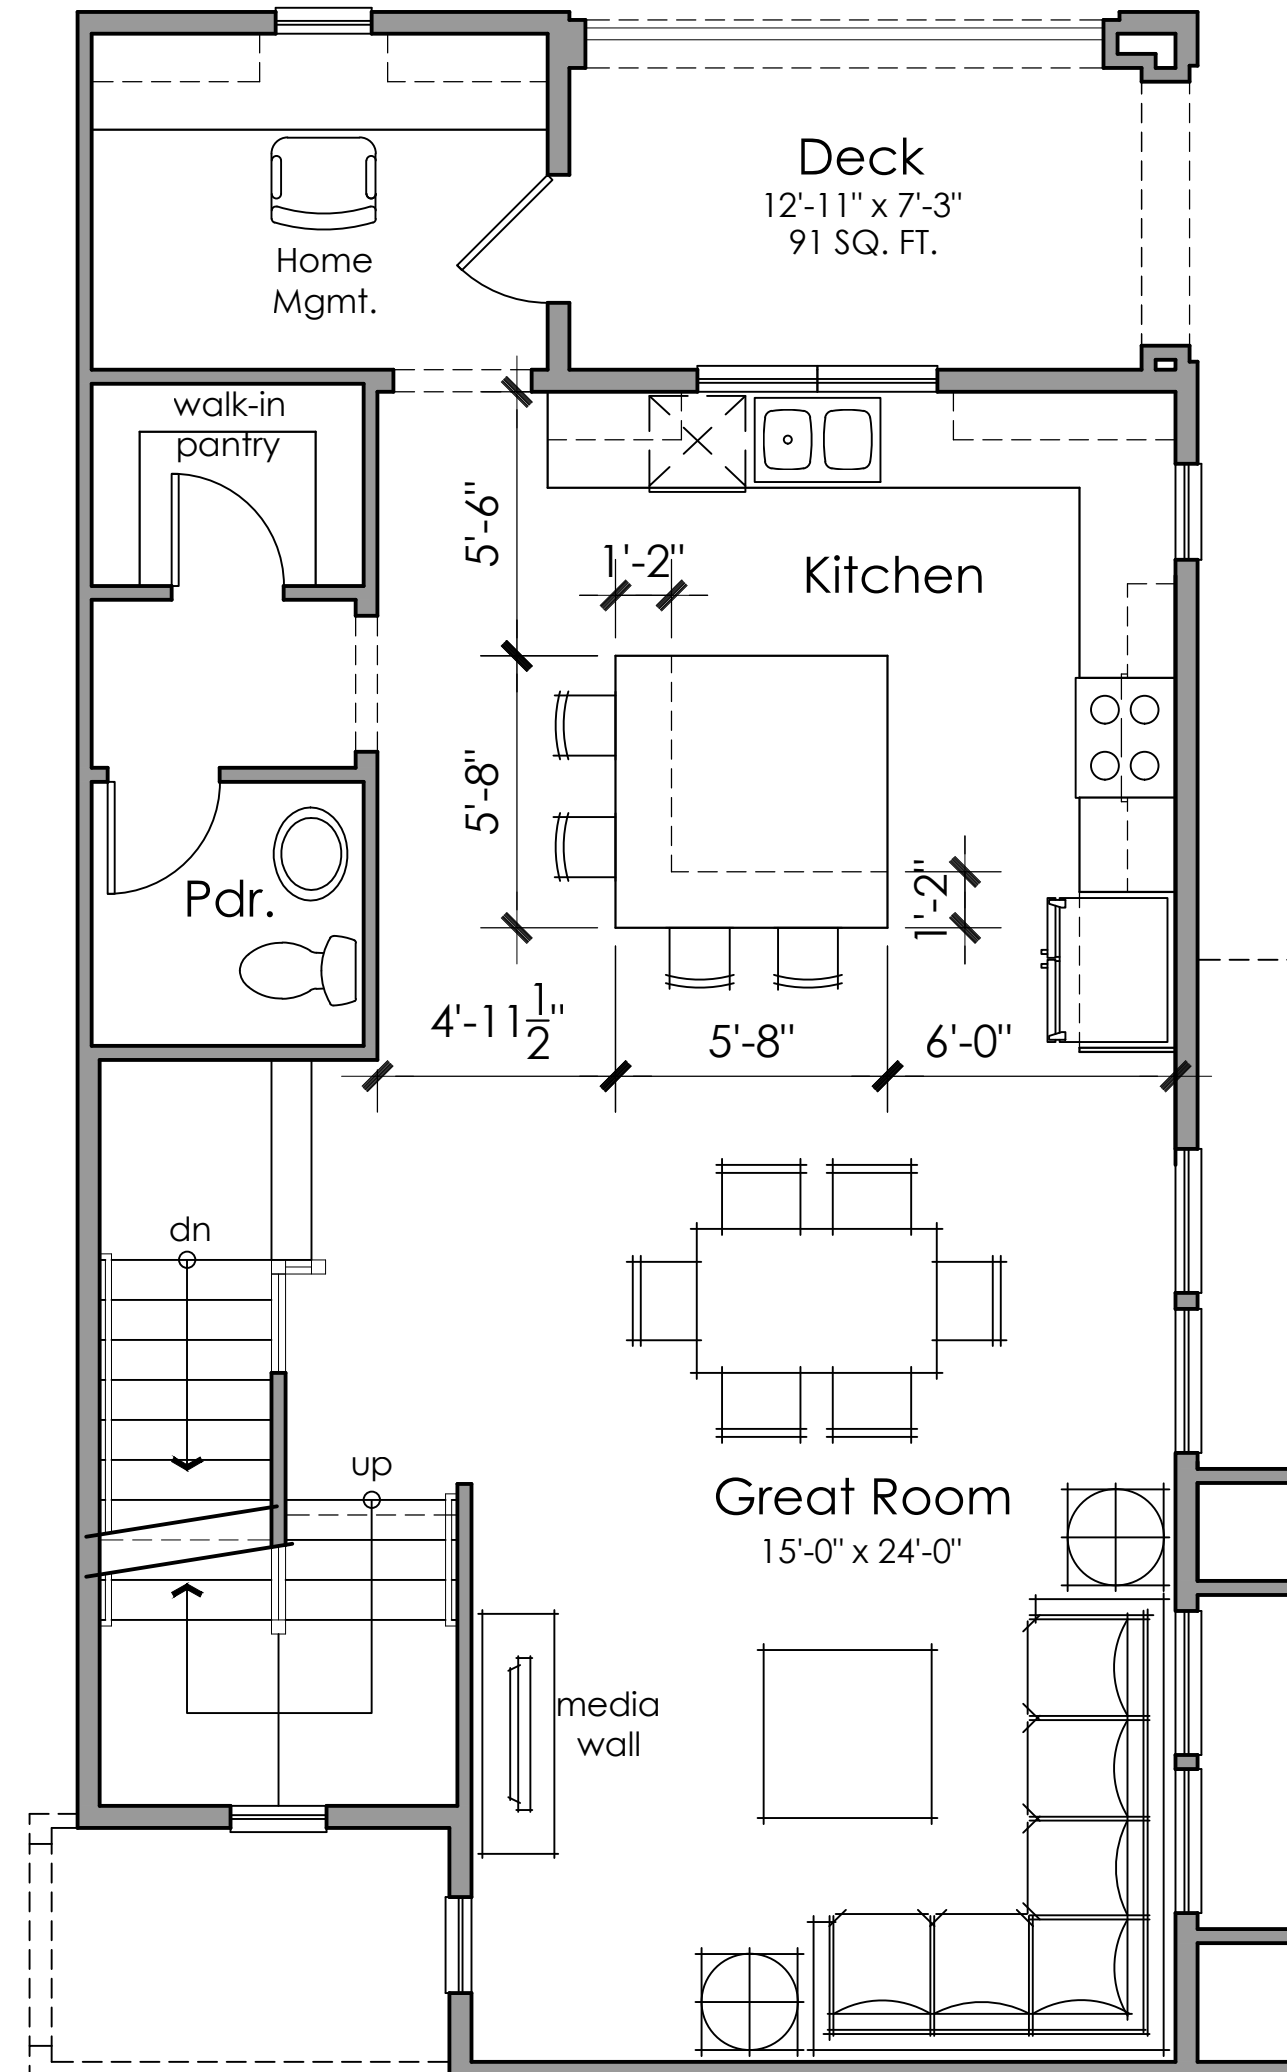 Deck
12'-11" x 7'-3"
91 SQ. FT.
Home
Mgmt.
walk-in
pantry
5'-6"
1'-2"
Kitchen
5'-8"
1'-2"
Pdr.
4'-11 1/2"
5'-8"
6'-0"
dn
up
Great Room
15'-0" x 24'-0"
media
wall